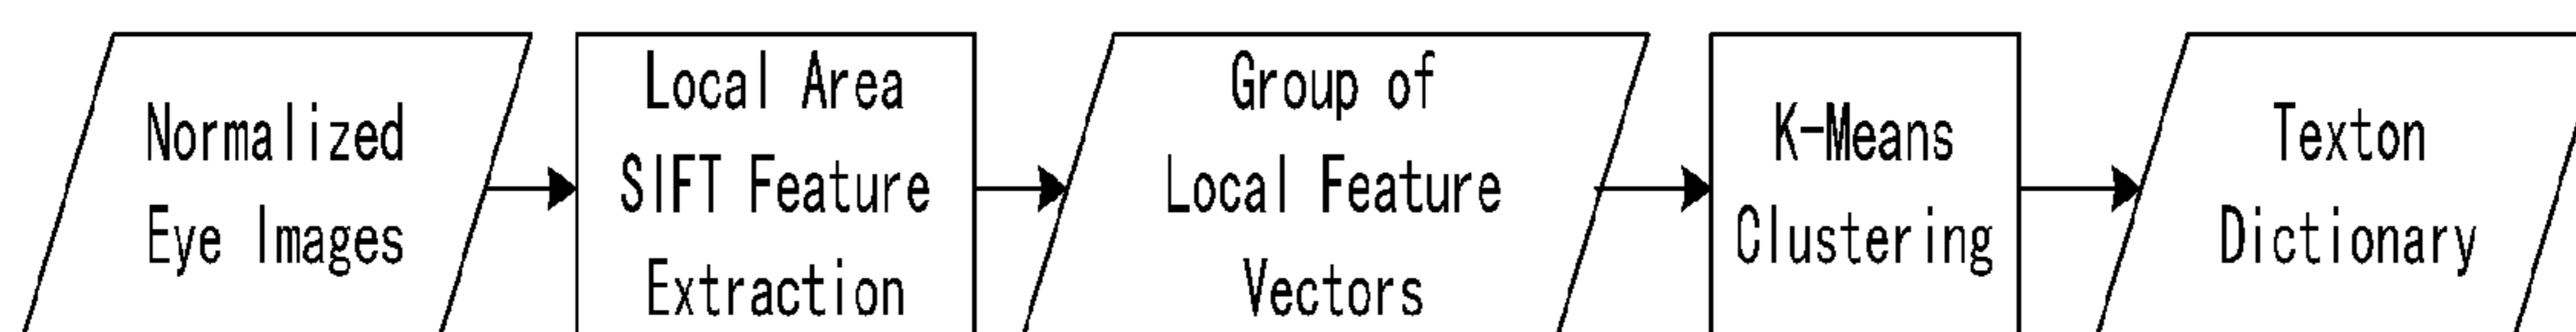 Normalized
Eye Images
Local Area
SIFT Feature
Extraction
Group of
Local Feature
Vectors
K-Means
Clustering
Texton
Dictionary